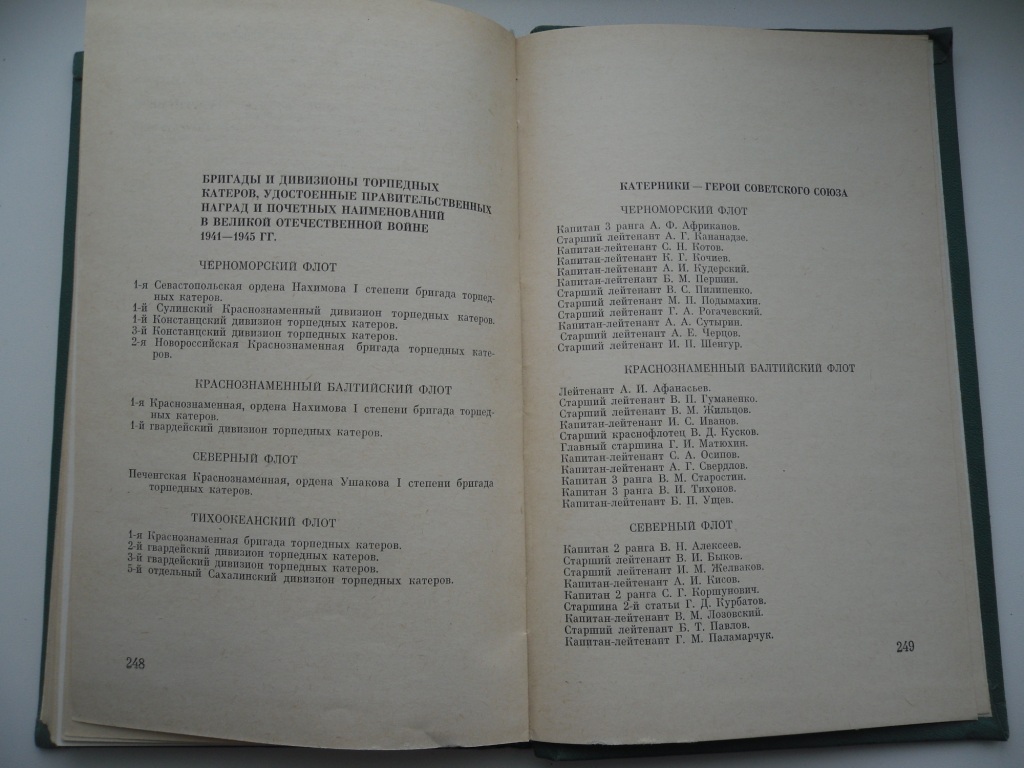 БРИГАДЫ И ДИВИЗИОНЫ ТОРПЕДНЫХ
КАТЕРОВ, УДОСТОЕННЫЕ ПРАВИТЕЛЬСТВЕННЫХ
НАГРАД И ПОЧЕТНЫХ НАИМЕНОВАНИЙ
В ВЕЛИКОЙ ОТЕЧЕСТВЕННОЙ ВОЙНЕ
1941—1945 ГГ.
ЧЕРНОМОРСКИЙ ФЛОТ
1-я Севастопольская ордена Нахимова I степени бригада торпед-
ных катеров.
1-й Сулинский Краснознаменный дивизион торпедных катеров.
1-й Констанцский дивизион торпедных катеров.
3-й Констанцский дивизион торпедных катеров.
2-я Новороссийская Краснознаменная бригада торпедных кате-
ров.
КРАСНОЗНАМЕННЫЙ БАЛТИЙСКИЙ ФЛОТ
1-я Краснознаменная, ордена Нахимова I степени бригада торпед-
ных катеров.
1-й гвардейский дивизион торпедных катеров.
СЕВЕРНЫЙ ФЛОТ
Печенгская Краснознаменная, ордена Ушакова I степени бригада
торпедных катеров.
ТИХООКЕАНСКИЙ ФЛОТ
1-я Краснознаменная бригада торпедных катеров.
2-й гвардейский дивизион торпедных катеров.
3-й гвардейский дивизион торпедных катеров.
5-й отдельный Сахалинский дивизион торпедных катеров.
248
КАТЕРНИКИ — ГЕРОИ СОВЕТСКОГО СОЮЗА
ЧЕРНОМОРСКИЙ ФЛОТ
Капитан 3 ранга А. Ф. Африканов.
Старший лейтенант А. Г. Кананадзе.
Капитан-лейтенант С. Н. Котов.
Капитан-лейтенант К. Г. Кочиев.
Капитан-лейтенант А. И. Кудерский.
Капитан-лейтенант Б. М. Першин.
Старший лейтенант В. С. Пилипенко.
Старший лейтенант М. П. Подымахин.
Старший лейтенант Г. А. Рогачевский.
Капитан-лейтенант А. А. Сутырин.
Старший лейтенант А. Е. Черцов.
Старший лейтенант И. П. Шенгур.
КРАСНОЗНАМЕННЫЙ БАЛТИЙСКИЙ ФЛОТ
Лейтенант А. И. Афанасьев.
Старший лейтенант В. П. Гуманенко.
Старший лейтенант В. М. Жильцов.
Капитан-лейтенант И. С. Иванов.
Старший краснофлотец В. Д. Кусков.
Главный старшина Г. И. Матюхин.
Капитан-лейтенант С. А. Осипов.
Капитан-лейтенант А. Г. Свердлов.
Капитан 3 ранга В. М. Старостин.
Капитан 3 ранга В. И. Тихонов.
Капитан-лейтенант Б. П. Ущев.
СЕВЕРНЫЙ ФЛОТ
Капитан 2 ранга В. Н. Алексеев.
Старший лейтенант В. И. Быков.
Старший лейтенант И. М. Желваков.
Капитан-лейтенант А. И. Кисов.
Капитан 2 ранга С. Г. Коршунович.
Старшина 2-й статьи Г. Д. Курбатов.
Капитан-лейтенант В. М. Лозовский.
Старший лейтенант Б. Т. Павлов.
Капитан-лейтенант Г. М. Паламарчук.
249